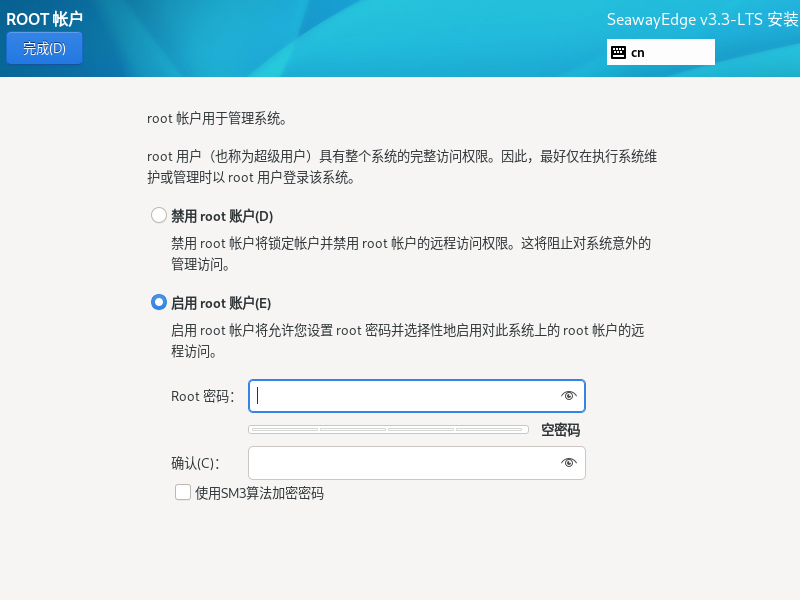 ROOT 帐户
SeawayEdge v3.3-LTS 安装
完成(D)
cn
root 帐户用于管理系统。
root 用户（也称为超级用户）具有整个系统的完整访问权限。因此，最好仅在执行系统维
护或管理时以 root 用户登录该系统。
禁用 root 账户(D)
禁用 root 帐户将锁定帐户并禁用 root 帐户的远程访问权限。这将阻止对系统意外的
管理访问。
启用 root 账户(E)
启用 root 帐户将允许您设置 root 密码并选择性地启用对此系统上的 root 帐户的远
程访问。
Root 密码：
空密码
确认(C)：
使用SM3算法加密密码